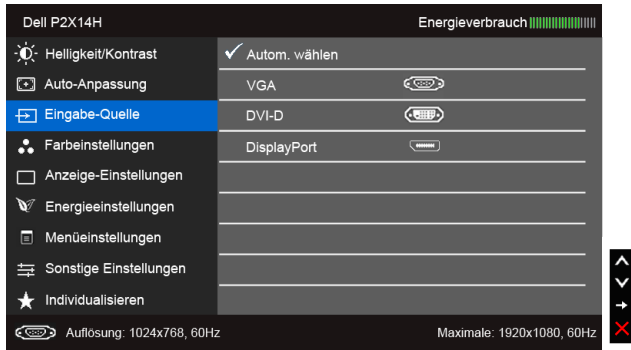 Dell P2X14H Energieverbrauch
Helligkeit/Kontrast Autom. wählen
Auto-Anpassung VGA
Eingabe-Quelle DVI-D
Farbeinstellungen DisplayPort
Anzeige-Einstellungen
Energieeinstellungen
Menüeinstellungen
Sonstige Einstellungen
Individualisieren
Auflösung: 1024x768, 60Hz Maximale: 1920x1080, 60Hz